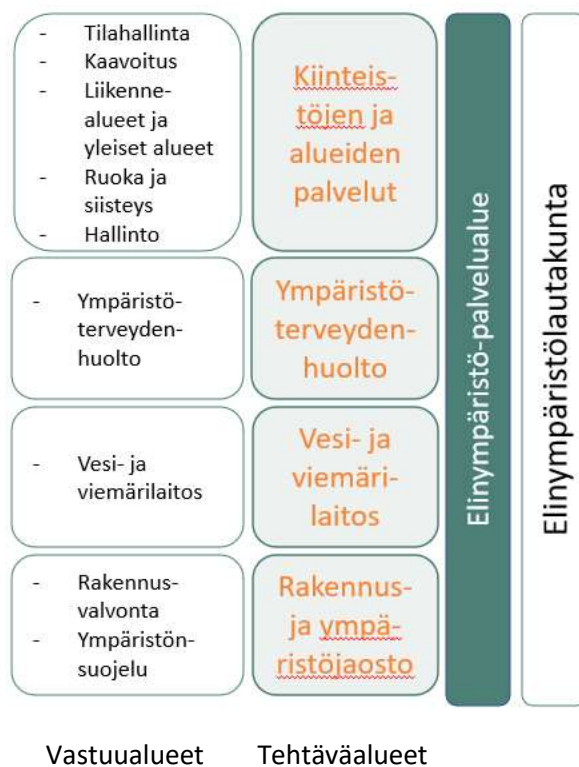 - Tilahallinta
- Kaavoitus
- Liikenne-
alueet ja
yleiset alueet
- Ruoka ja
siisteys
- Hallinto
Kiinteis-
töjen ja
alueiden
palvelut
- Ympäristö-
terveyden-
huolto
Ympäristö-
terveyden-
huolto
- Vesi- ja
viemärilaitos
Vesi- ja
viemäri-
laitos
- Rakennus-
valvonta
- Ympäristön-
suojelu
Rakennus-
ja ympä-
ristöjaosto
Elinympäristö-palvelualue
Elinympäristölautakunta
Vastuualueet
Tehtäväalueet